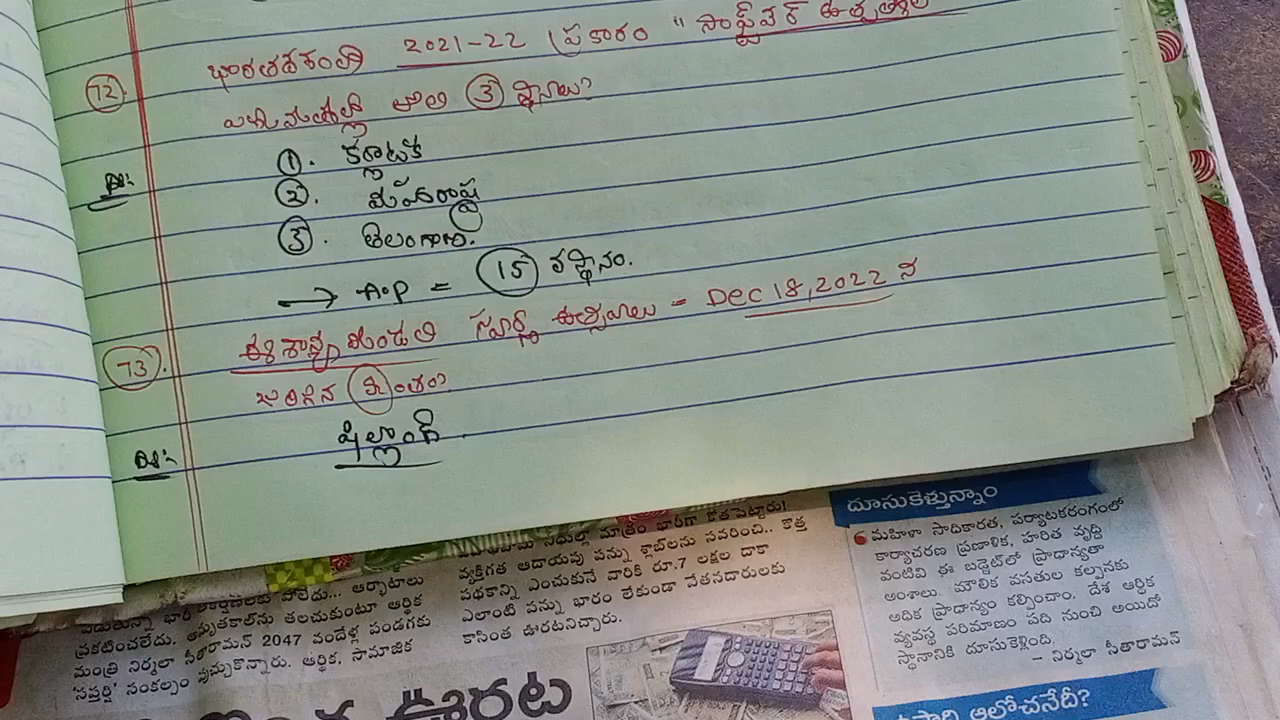 72. భారతదేశంలో 2021-22 ప్రకారం " సాఫ్ట్ వేర్ ఉత్పత్తుల
ఎగుమతుల్లో తొలి 3 స్థానాలు?
As:
1. కర్ణాటక
2. మహారాష్ట్ర
3. తెలంగాణ.
→ A.P = 15 వస్థానం.
73. ఈశాన్య మండలి స్వర్ణ ఉత్సవాలు - Dec 18, 2022 న
జరిగిన ప్రాంతం?
As:- షిల్లాంగ్.
ప్రకటించలేదు. అమృతకాల్‌ను తలచుకుంటూ ఆర్థిక
మంత్రి నిర్మలా సీతారామన్ 2047 వందేళ్ల పండగకు
'సప్తర్షి' సంకల్పం పుచ్చుకొన్నారు. ఆర్థిక, సామాజిక
వ్యక్తిగత ఆదాయపు పన్ను శ్లాబ్‌లను సవరించి.. కొత్త
పథకాన్ని ఎంచుకునే వారికి రూ.7 లక్షల దాకా
ఎలాంటి పన్ను భారం లేకుండా వేతనదారులకు
కాసింత ఊరటనిచ్చారు.
ఊరట
దూసుకెళ్తున్నాం
మహిళా సాధికారత, పర్యాటకరంగంలో
కార్యాచరణ ప్రణాళిక, హరిత వృద్ధి
వంటివి ఈ బడ్జెట్‌లో ప్రాధాన్యతా
అంశాలు. మౌలిక వసతుల కల్పనకు
అధిక ప్రాధాన్యం కల్పించాం. దేశ ఆర్థిక
వ్యవస్థ పరిమాణం పది నుంచి అయిదో
స్థానానికి దూసుకెళ్లింది.
– నిర్మలా సీతారామన్
ఆలోచనేదీ?